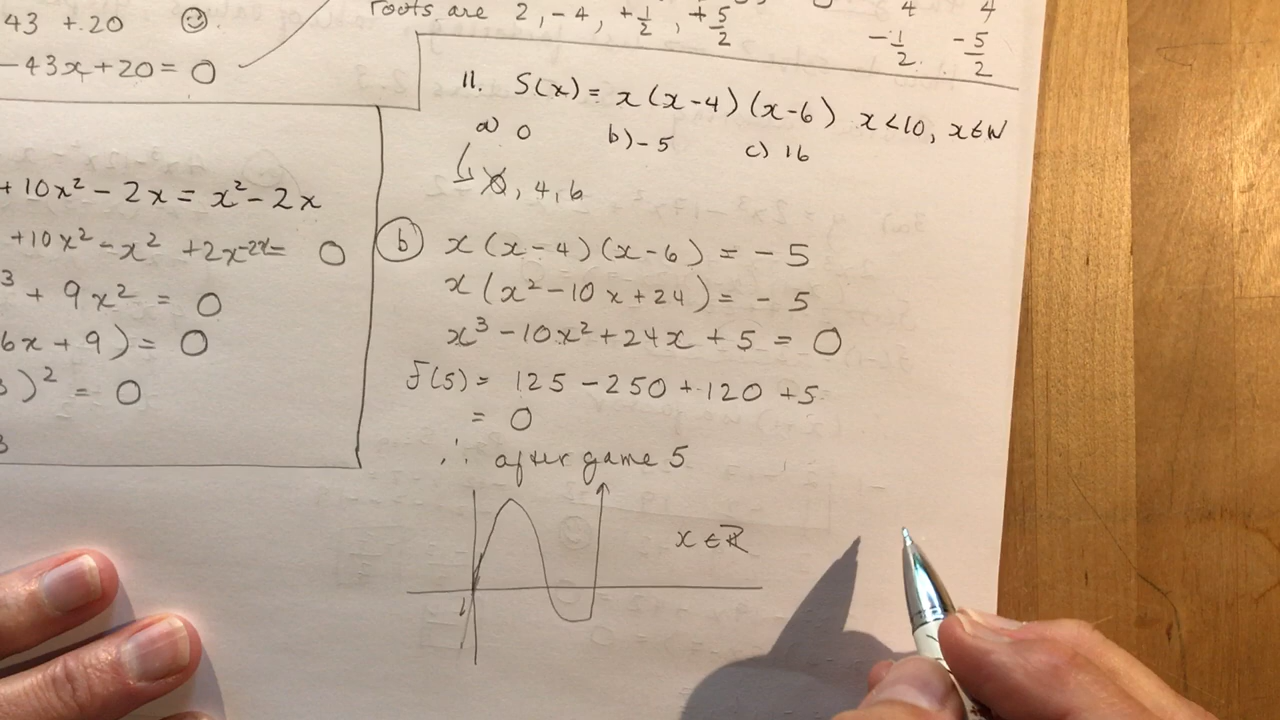 43 + 20
- 43x + 20 = 0
roots are 2, -4, +1/2, +5/2
4 4
-1/2 -5/2
11. S(x) = x(x-4)(x-6) x<10, x∈W
a) 0 b) -5 c) 16
↳ 0, 4, 6
+ 10x² - 2x = x² - 2x
+10x² - x² + 2x - 2x = 0
3 + 9x² = 0
6x + 9) = 0
)² = 0
3
b x(x-4)(x-6) = -5
x(x² - 10x + 24) = -5
x³ - 10x² + 24x + 5 = 0
f(5) = 125 - 250 + 120 + 5
= 0
∴ after game 5
x∈ℝ